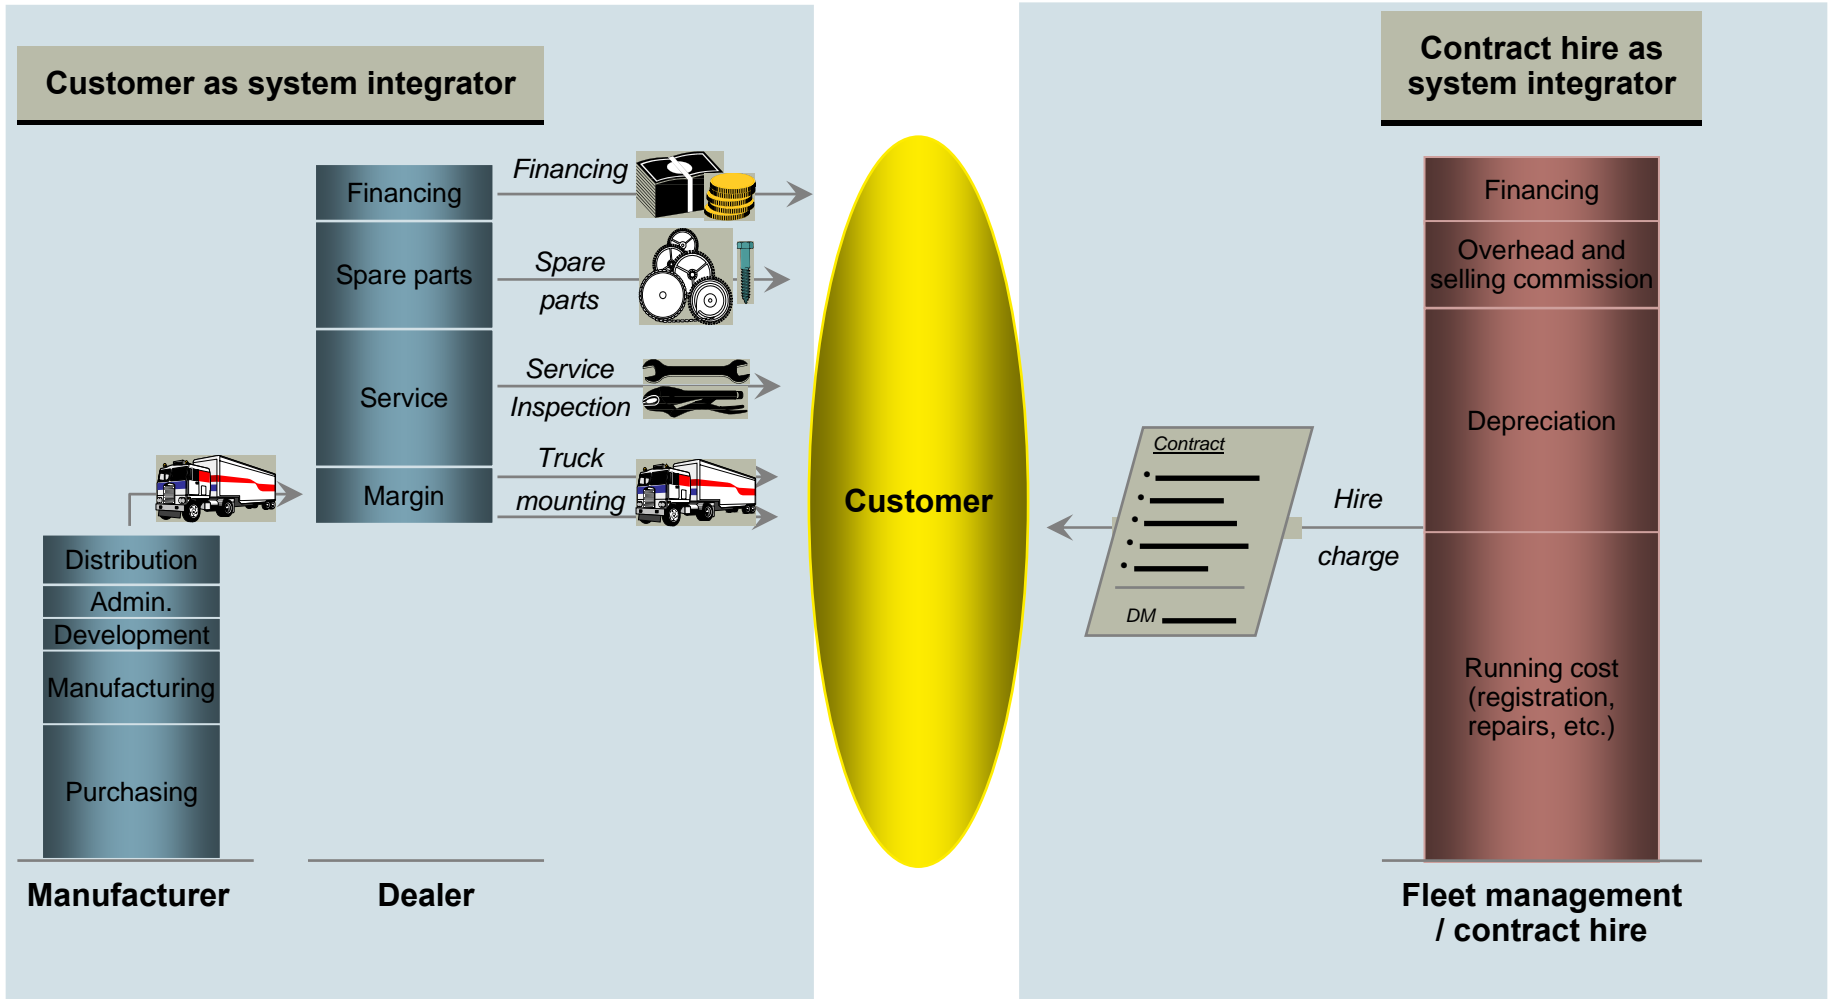 Customer as system integrator
Contract hire as
system integrator
Financing
Spare parts
Service
Margin
Financing
Spare
parts
Service
Inspection
Truck
mounting
Distribution
Admin.
Development
Manufacturing
Purchasing
Manufacturer
Dealer
Customer
Contract
DM
Hire
charge
Financing
Overhead and
selling commission
Depreciation
Running cost
(registration,
repairs, etc.)
Fleet management
/ contract hire